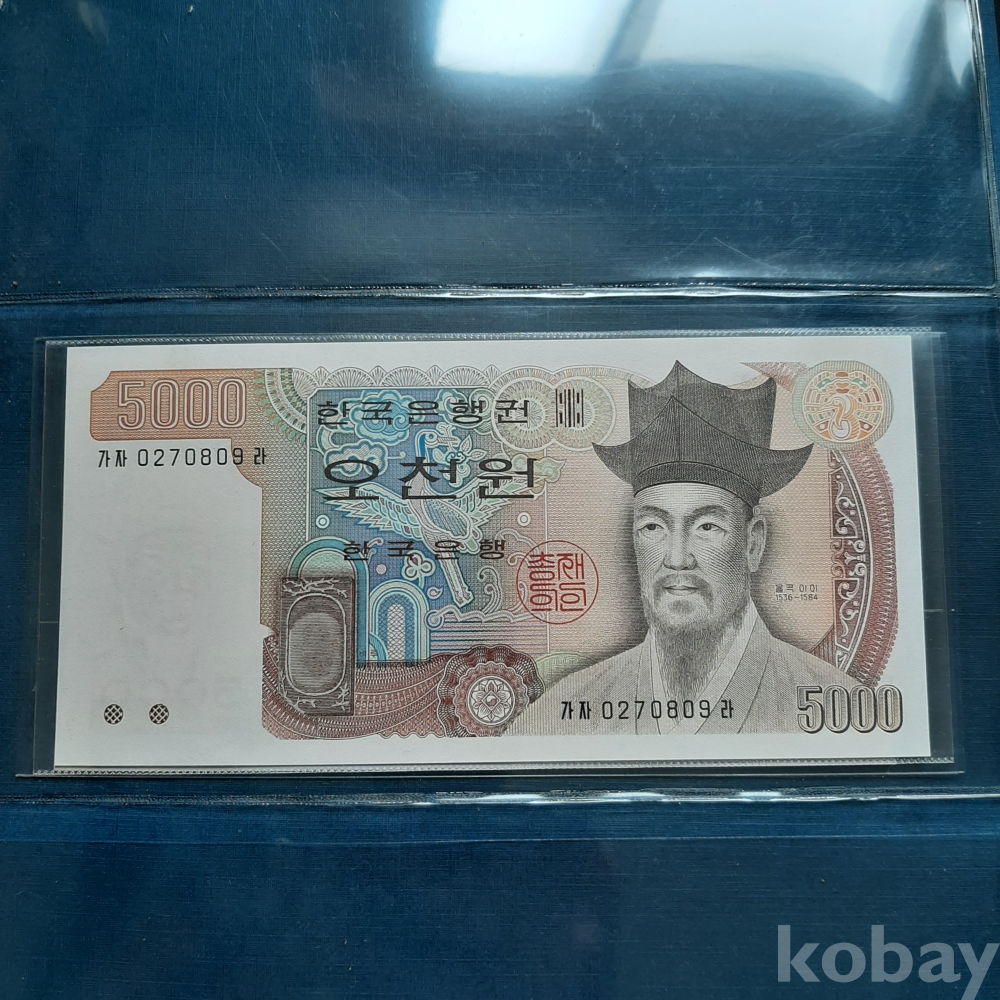 5000
한국은행권
가자 0270809 라
오천원
한국은행
총재의인
율곡 이이
1536-1584
가자 0270809 라
5000
kobay